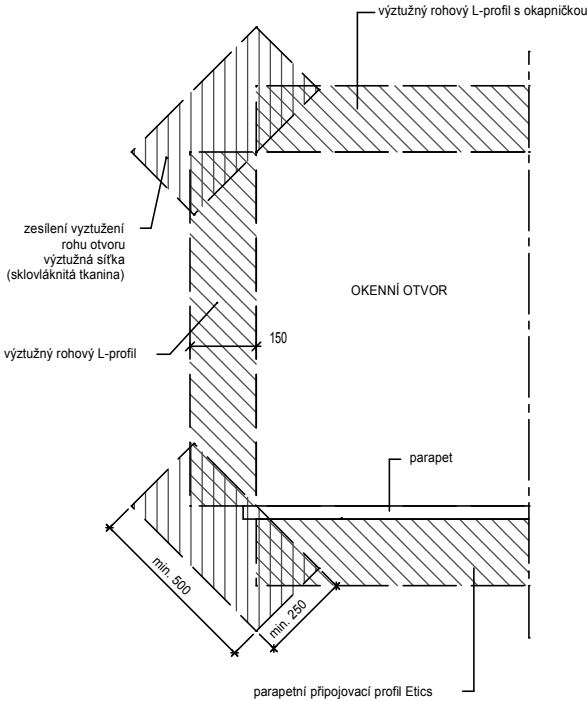 výztužný rohový L-profil s okapničkou
zesílení vyztužení
rohu otvoru
výztužná síťka
(sklovláknitá tkanina)
OKENNÍ OTVOR
150
výztužný rohový L-profil
parapet
min. 500
min. 250
parapetní připojovací profil Etics